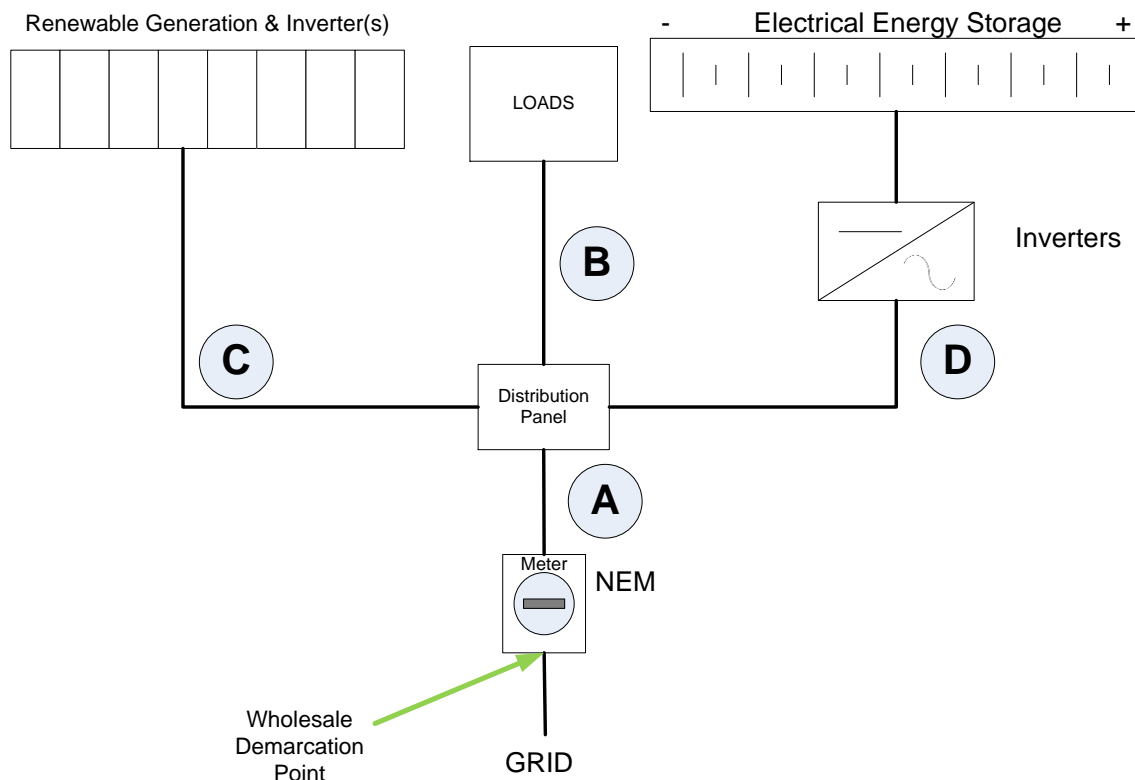 Renewable Generation & Inverter(s)
- Electrical Energy Storage +
LOADS
Inverters
B
C
D
Distribution
Panel
A
Meter
NEM
Wholesale
Demarcation
Point
GRID